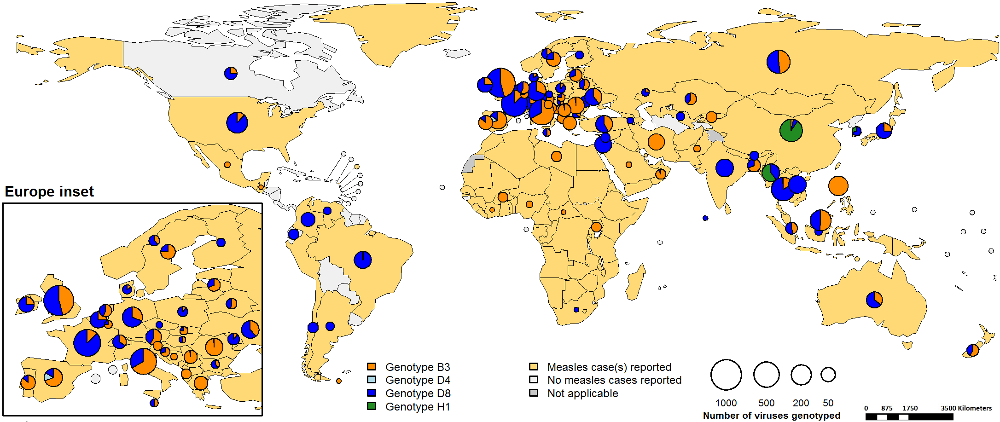 Europe inset
Genotype B3
Genotype D4
Genotype D8
Genotype H1
Measles case(s) reported
No measles cases reported
Not applicable
1000 500 200 50
Number of viruses genotyped
0 875 1750 3500 Kilometers